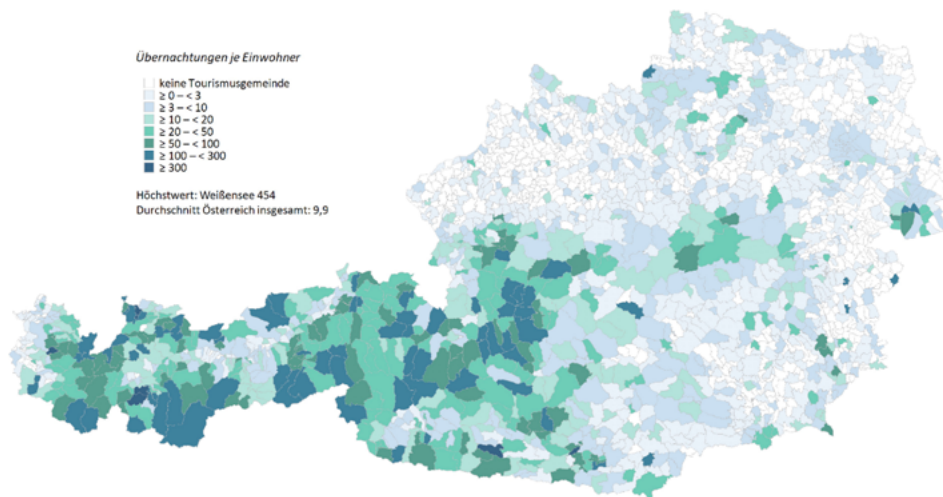 Übernachtungen je Einwohner
keine Tourismusgemeinde
≥ 0 – < 3
≥ 3 – < 10
≥ 10 – < 20
≥ 20 – < 50
≥ 50 – < 100
≥ 100 – < 300
≥ 300
Höchstwert: Weißensee 454
Durchschnitt Österreich insgesamt: 9,9